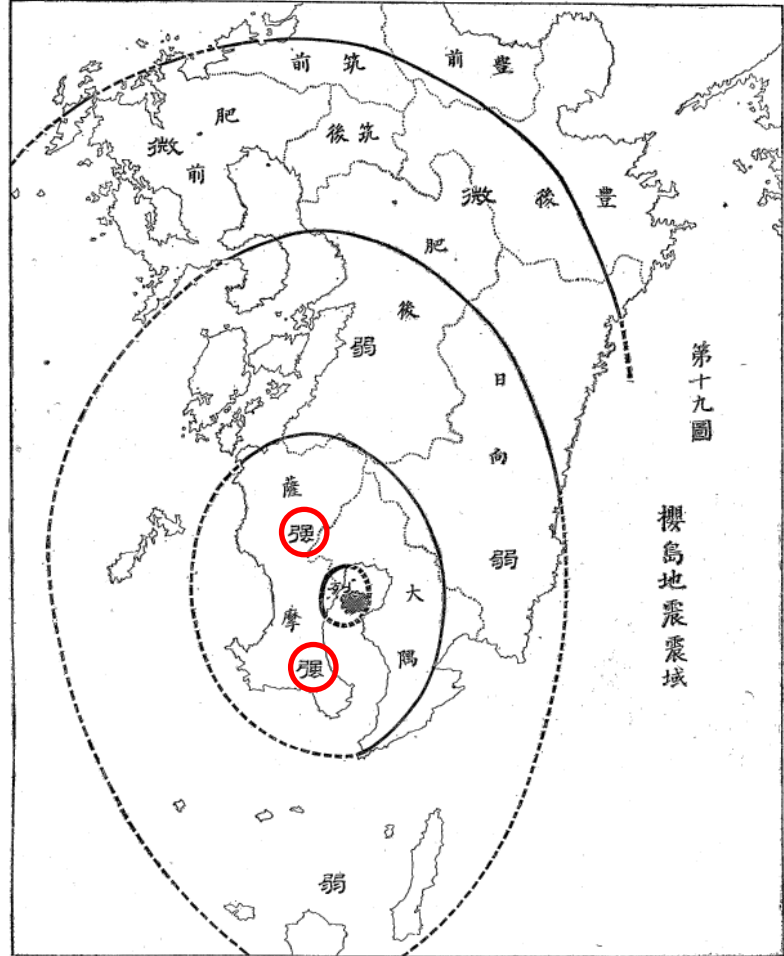 第十九圖
櫻島地震震域
豊前
筑前
筑後
豊後
微
肥前
微
肥後
弱
日向
弱
薩摩
强
强
大隅
弱